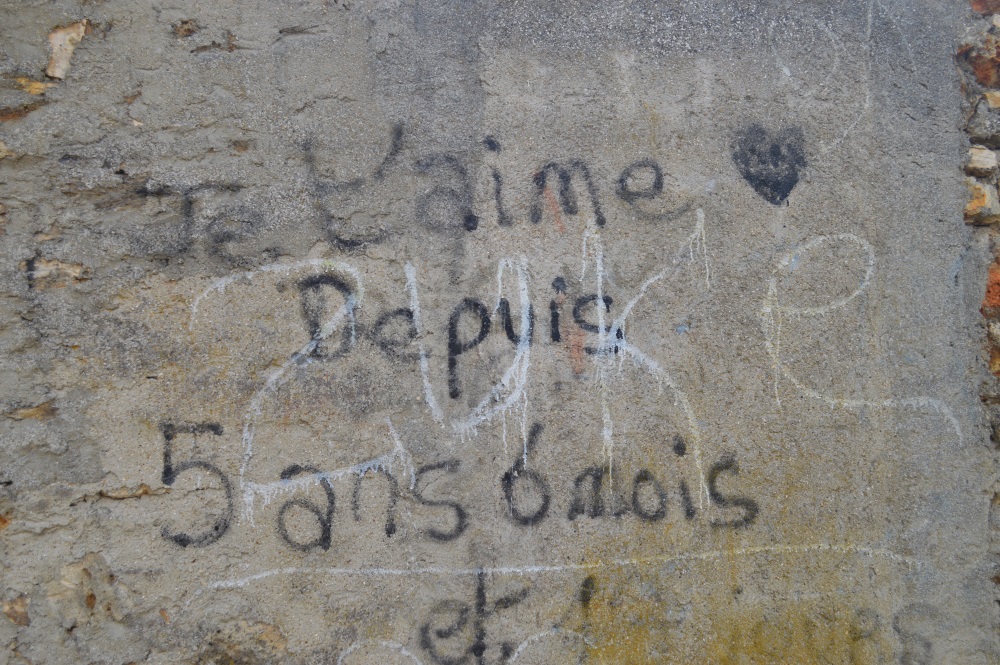 Je t'aime
Depuis
5 ans 6 mois
et